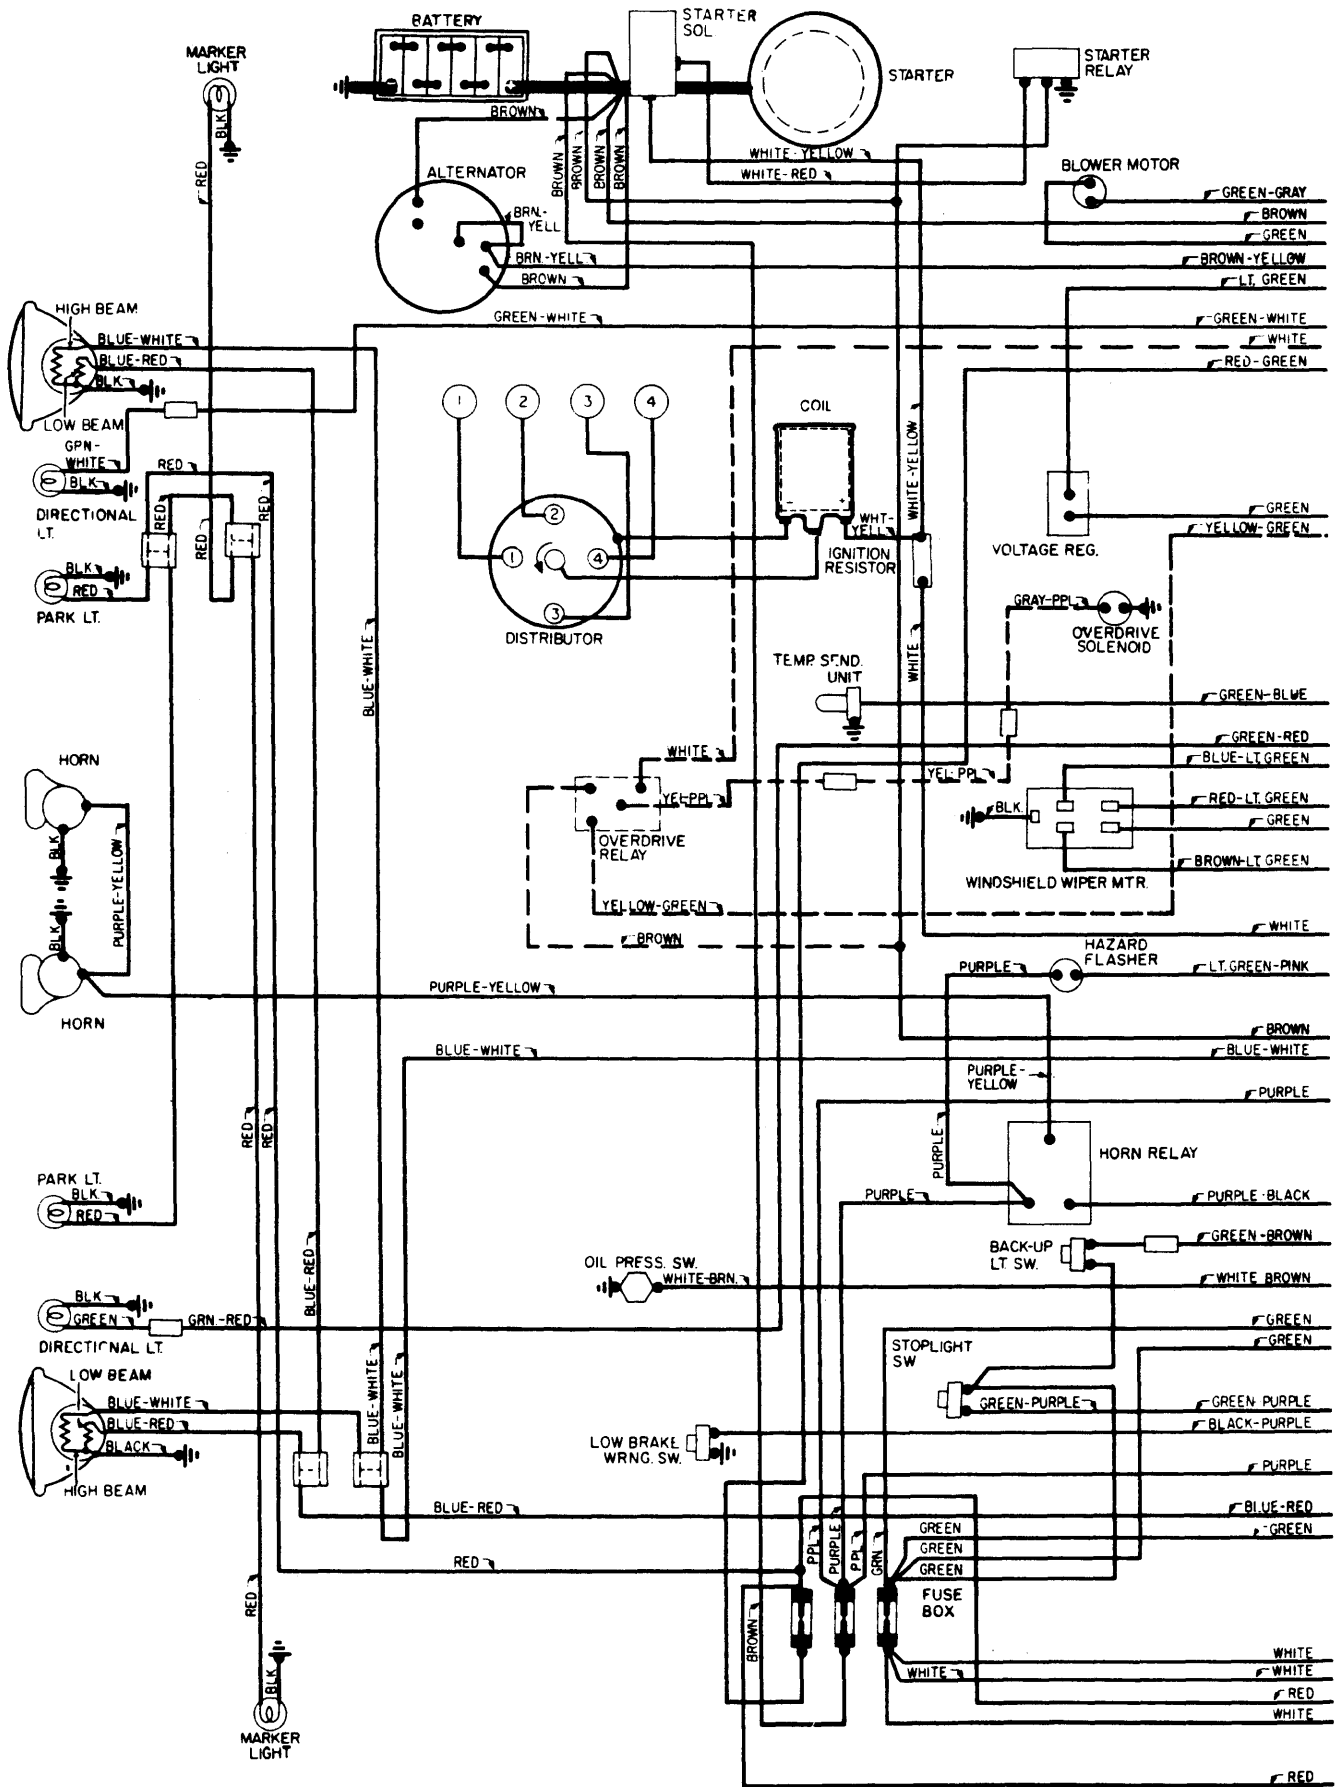 BATTERY
STARTER
SOL.
MARKER
LIGHT
STARTER
STARTER
RELAY
BLK
BROWN
RED
ALTERNATOR
BROWN
BROWN
BROWN
BROWN
WHITE-YELLOW
WHITE-RED
BLOWER MOTOR
GREEN-GRAY
BROWN
GREEN
BRN.-
YELL
BRN.-YELL
BROWN
BROWN-YELLOW
LT. GREEN
HIGH BEAM
BLUE-WHITE
BLUE-RED
BLK
LOW BEAM
GREEN-WHITE
GREEN-WHITE
WHITE
RED-GREEN
1
2
3
4
COIL
-
+
WHITE-YELLOW
GRN-
WHITE
BLK
DIRECTIONAL
LT.
RED
RED
RED
RED
BLK
RED
PARK LT.
2
1
4
3
DISTRIBUTOR
WHT-
YELL
IGNITION
RESISTOR
VOLTAGE REG.
GREEN
YELLOW-GREEN
GRAY-PPL
OVERDRIVE
SOLENOID
WHITE
BLUE-WHITE
TEMP. SEND.
UNIT
GREEN-BLUE
GREEN-RED
BLUE-LT.GREEN
WHITE
YEL-PPL
YEL-PPL
OVERDRIVE
RELAY
BLK
RED-LT.GREEN
GREEN
BROWN-LT GREEN
WINDSHIELD WIPER MTR.
HORN
BLK
PURPLE-YELLOW
BLK
HORN
YELLOW-GREEN
BROWN
WHITE
HAZARD
FLASHER
PURPLE
LT.GREEN-PINK
PURPLE-YELLOW
BROWN
BLUE-WHITE
BLUE-WHITE
PURPLE-
YELLOW
PURPLE
RED
RED
PURPLE
HORN RELAY
PURPLE
PURPLE-BLACK
PARK LT.
BLK
RED
GREEN-BROWN
BACK-UP
LT. SW.
OIL PRESS. SW.
WHITE-BRN.
WHITE BROWN
BLUE-RED
BLK
GREEN
GRN.-RED
DIRECTIONAL LT.
GREEN
GREEN
STOPLIGHT
SW
LOW BEAM
BLUE-WHITE
BLUE-RED
BLACK
HIGH BEAM
BLUE-WHITE
BLUE-WHITE
GREEN-PURPLE
GREEN PURPLE
BLACK-PURPLE
LOW BRAKE
WRNG. SW.
PURPLE
BLUE-RED
BLUE-RED
GREEN
PPL
PURPLE
PPL
GRN
GREEN
GREEN
GREEN
RED
RED
FUSE
BOX
BROWN
BLK
MARKER
LIGHT
WHITE
WHITE
WHITE
RED
WHITE
RED